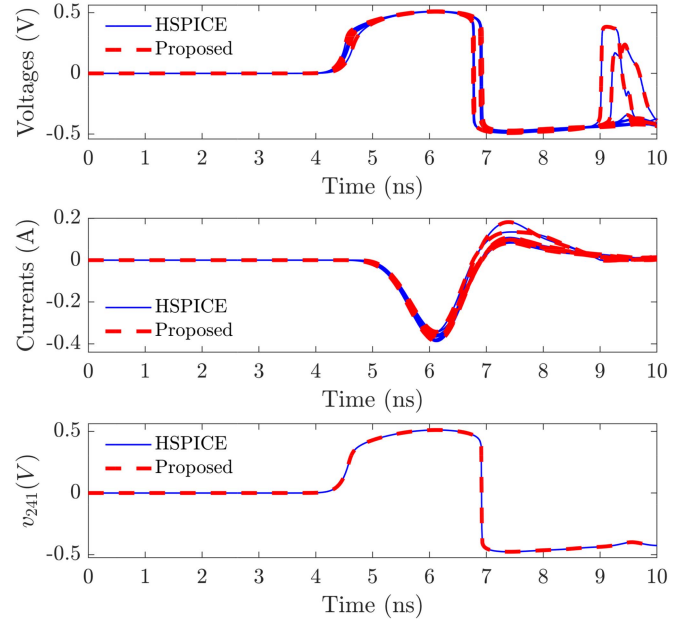 Voltages (V)
0.5
0
-0.5
HSPICE
Proposed
0 1 2 3 4 5 6 7 8 9 10
Time (ns)
Currents (A)
0.2
0
-0.2
-0.4
HSPICE
Proposed
0 1 2 3 4 5 6 7 8 9 10
Time (ns)
v241(V)
0.5
0
-0.5
HSPICE
Proposed
0 1 2 3 4 5 6 7 8 9 10
Time (ns)